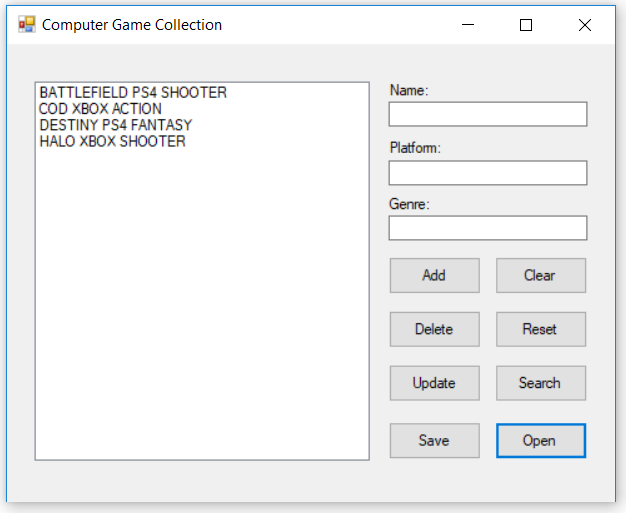 Computer Game Collection
BATTLEFIELD PS4 SHOOTER
COD XBOX ACTION
DESTINY PS4 FANTASY
HALO XBOX SHOOTER
Name:
Platform:
Genre:
Add
Clear
Delete
Reset
Update
Search
Save
Open